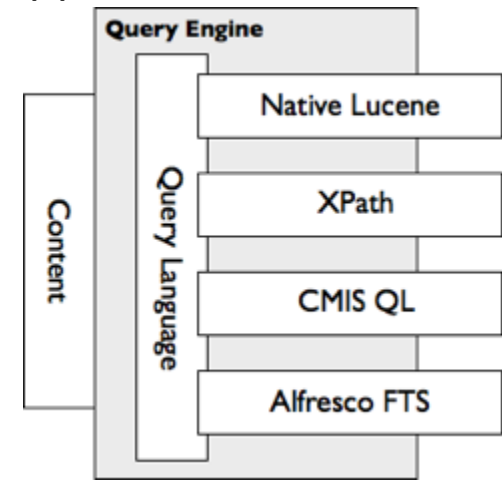 Query Engine
Content
Query Language
Native Lucene
XPath
CMIS QL
Alfresco FTS